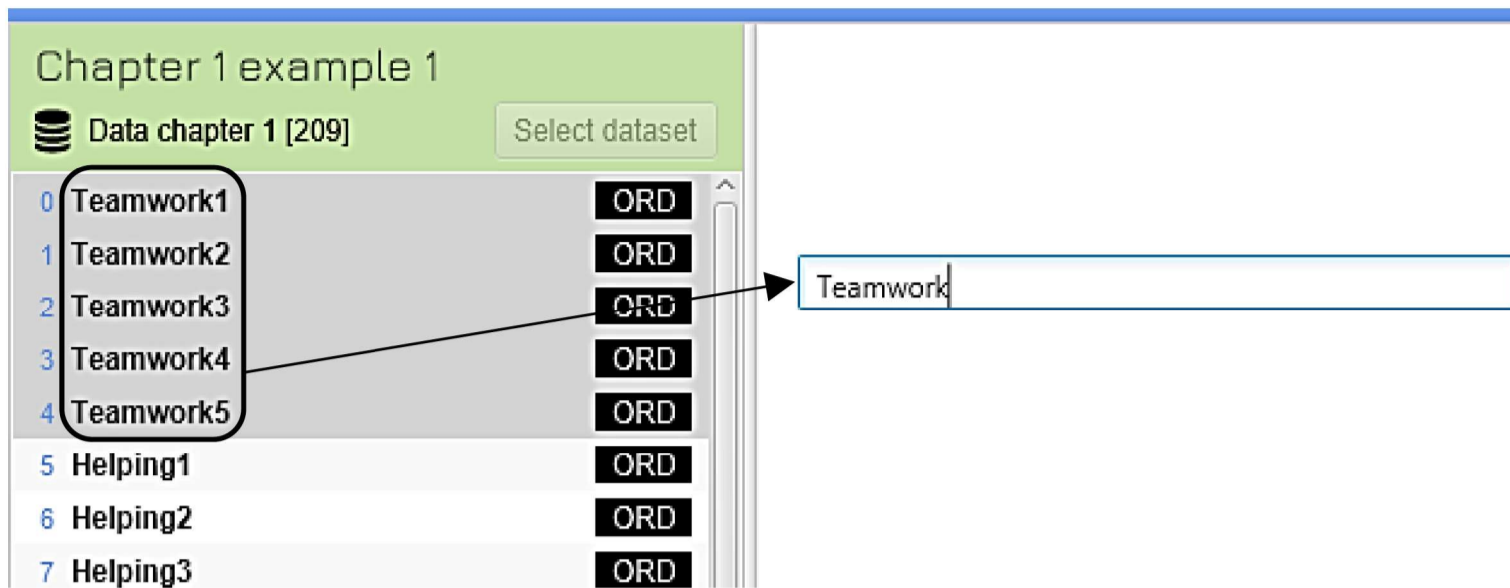 Chapter 1 example 1
Data chapter 1 [209] Select dataset
0 Teamwork1 ORD
1 Teamwork2 ORD
2 Teamwork3 ORD
3 Teamwork4 ORD
4 Teamwork5 ORD
5 Helping1 ORD
6 Helping2 ORD
7 Helping3 ORD
Teamwork